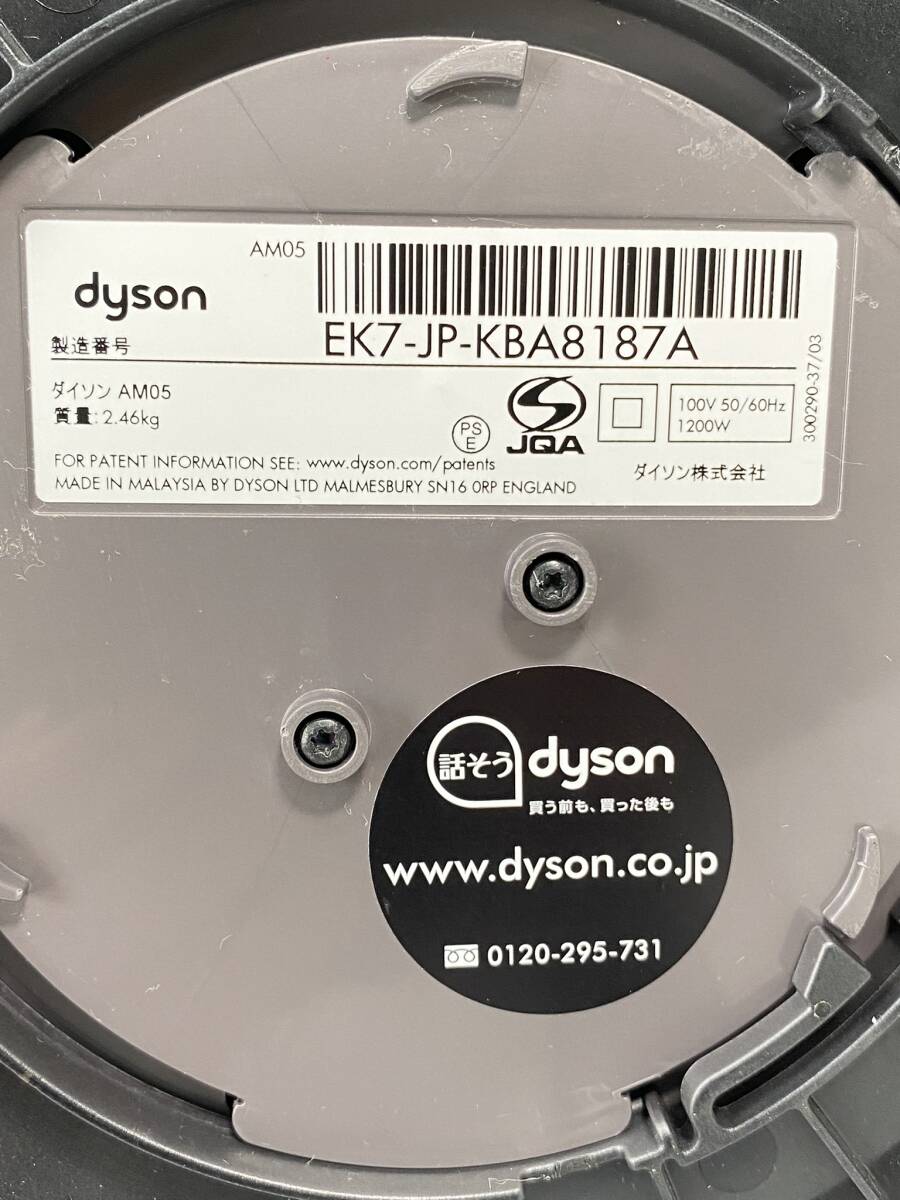 AM05
dyson
製造番号
EK7-JP-KBA8187A
ダイソン AM05
質量: 2.46kg
PS
E
JQA
100V 50/60Hz
1200W
300290-37/03
FOR PATENT INFORMATION SEE: www.dyson.com/patents
ダイソン株式会社
MADE IN MALAYSIA BY DYSON LTD MALMESBURY SN16 0RP ENGLAND
話そう dyson
買う前も、買った後も
www.dyson.co.jp
0120-295-731